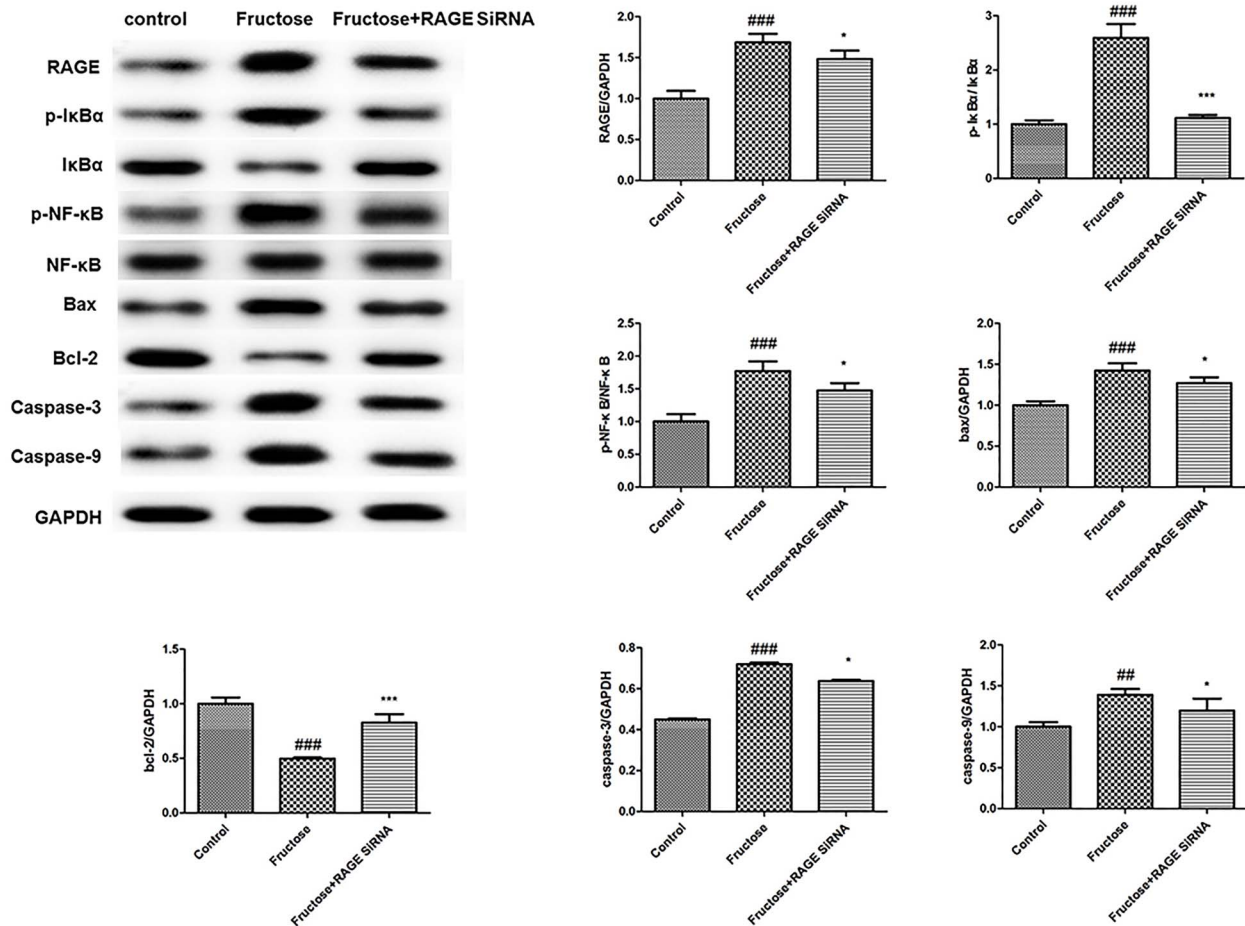 control Fructose Fructose+RAGE SiRNA
RAGE
p-IκBα
IκBα
p-NF-κB
NF-κB
Bax
Bcl-2
Caspase-3
Caspase-9
GAPDH
RAGE/GAPDH
2.0
1.5
1.0
0.5
0.0
###
*
Control
Fructose
Fructose+RAGE SiRNA
p-IκBα/IκBα
3
2
1
0
###
***
Control
Fructose
Fructose+RAGE SiRNA
p-NF-κB/NF-κB
2.5
2.0
1.5
1.0
0.5
0.0
###
*
Control
Fructose
Fructose+RAGE SiRNA
bax/GAPDH
2.0
1.5
1.0
0.5
0.0
###
*
Control
Fructose
Fructose+RAGE SiRNA
bcl-2/GAPDH
1.5
1.0
0.5
0.0
###
***
Control
Fructose
Fructose+RAGE SiRNA
caspase-3/GAPDH
0.8
0.6
0.4
0.2
0.0
###
*
Control
Fructose
Fructose+RAGE SiRNA
caspase-9/GAPDH
2.0
1.5
1.0
0.5
0.0
##
*
Control
Fructose
Fructose+RAGE SiRNA